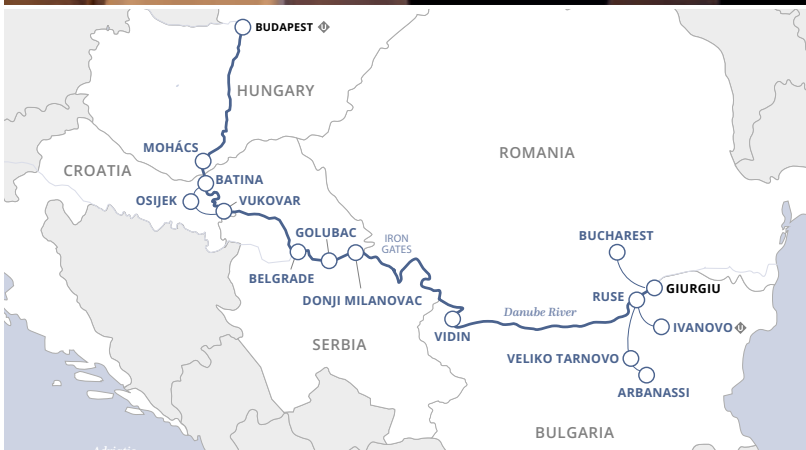 BUDAPEST
HUNGARY
MOHÁCS
ROMANIA
CROATIA
BATINA
OSIJEK
VUKOVAR
GOLUBAC
IRON
GATES
BUCHAREST
BELGRADE
GIURGIU
DONJI MILANOVAC
RUSE
Danube River
IVANOVO
VIDIN
SERBIA
VELIKO TARNOVO
ARBANASSI
BULGARIA
Adriatic